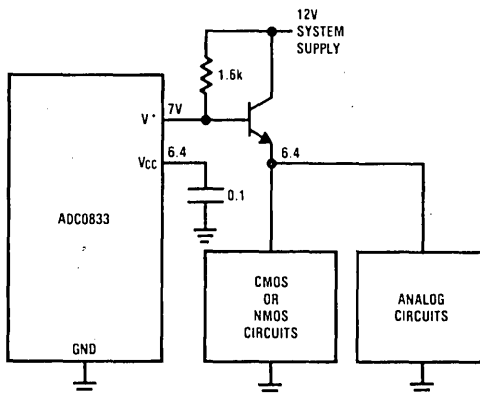 12V
SYSTEM
SUPPLY
1.6k
V+ 7V
VCC 6.4
6.4
0.1
ADC0833
CMOS
OR
NMOS
CIRCUITS
ANALOG
CIRCUITS
GND